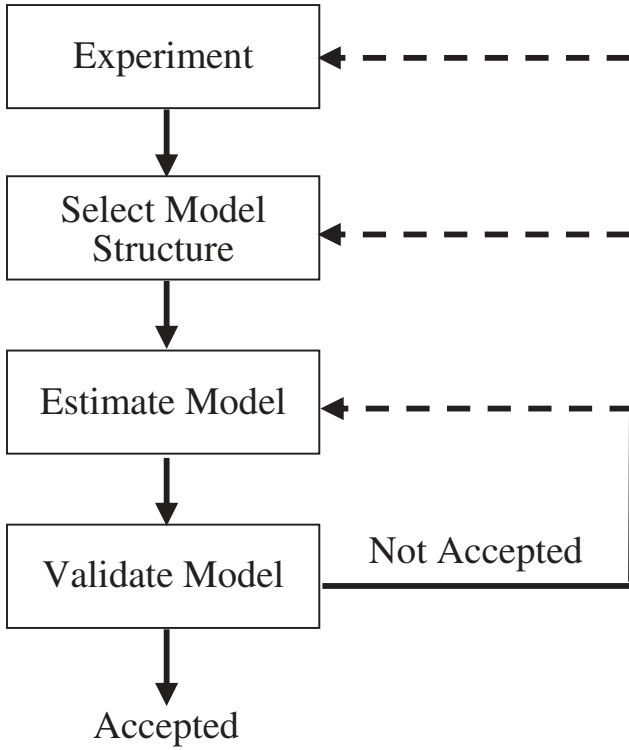 Experiment
Select Model
Structure
Estimate Model
Validate Model
Not Accepted
Accepted